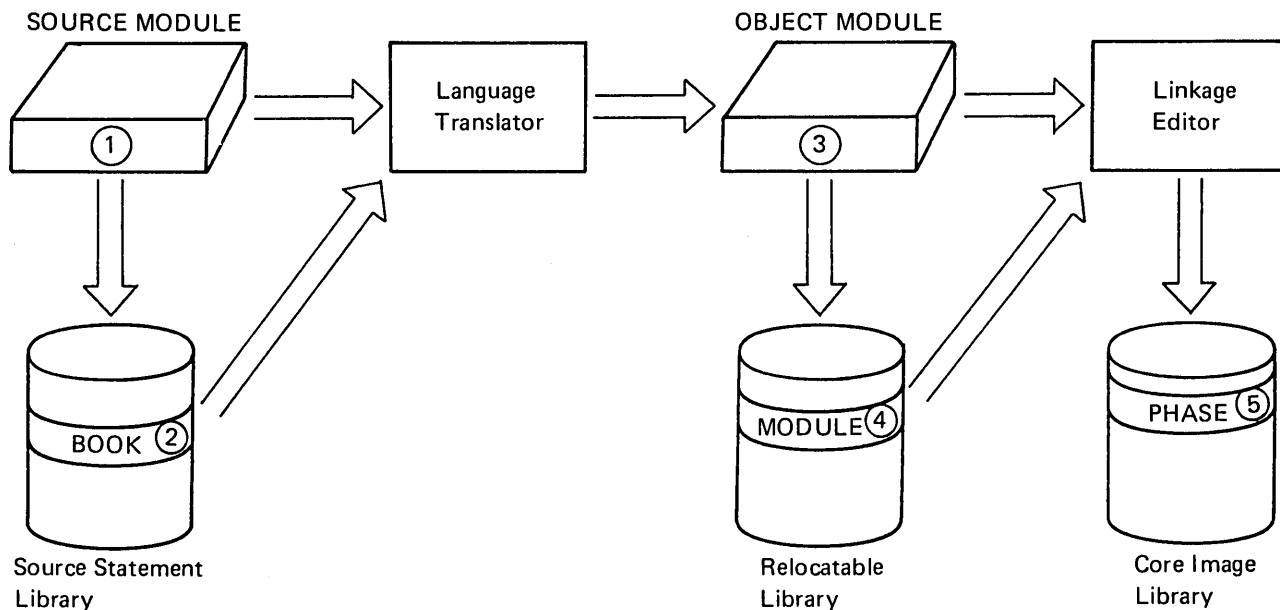 SOURCE MODULE
OBJECT MODULE
Language
Translator
Linkage
Editor
1
3
BOOK 2
MODULE 4
PHASE 5
Source Statement
Library
Relocatable
Library
Core Image
Library